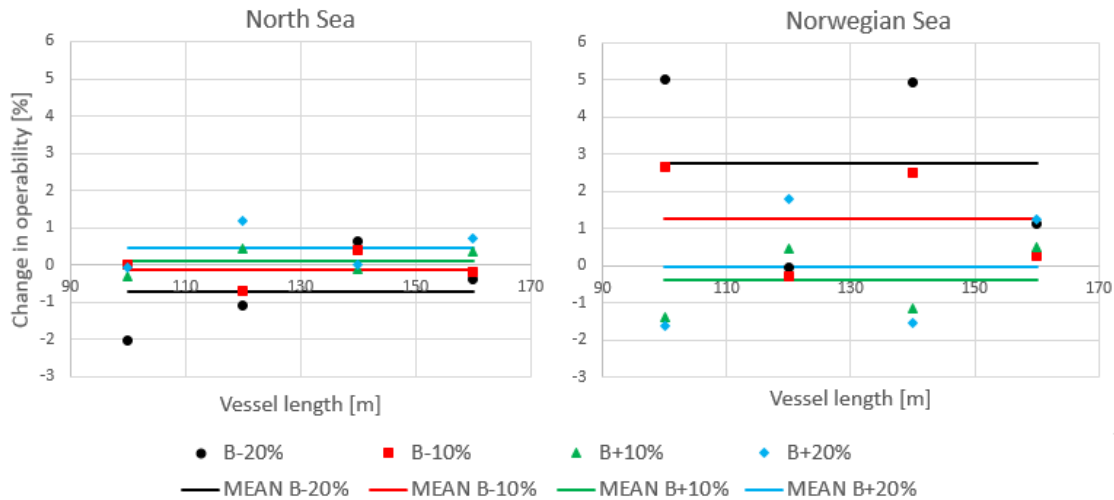 North Sea
Norwegian Sea
Change in operability [%]
6
5
4
3
2
1
0
-1
-2
-3
90 110 130 150 170
Vessel length [m]
6
5
4
3
2
1
0
-1
-2
-3
90 110 130 150 170
Vessel length [m]
B-20% B-10% B+10% B+20%
MEAN B-20% MEAN B-10% MEAN B+10% MEAN B+20%